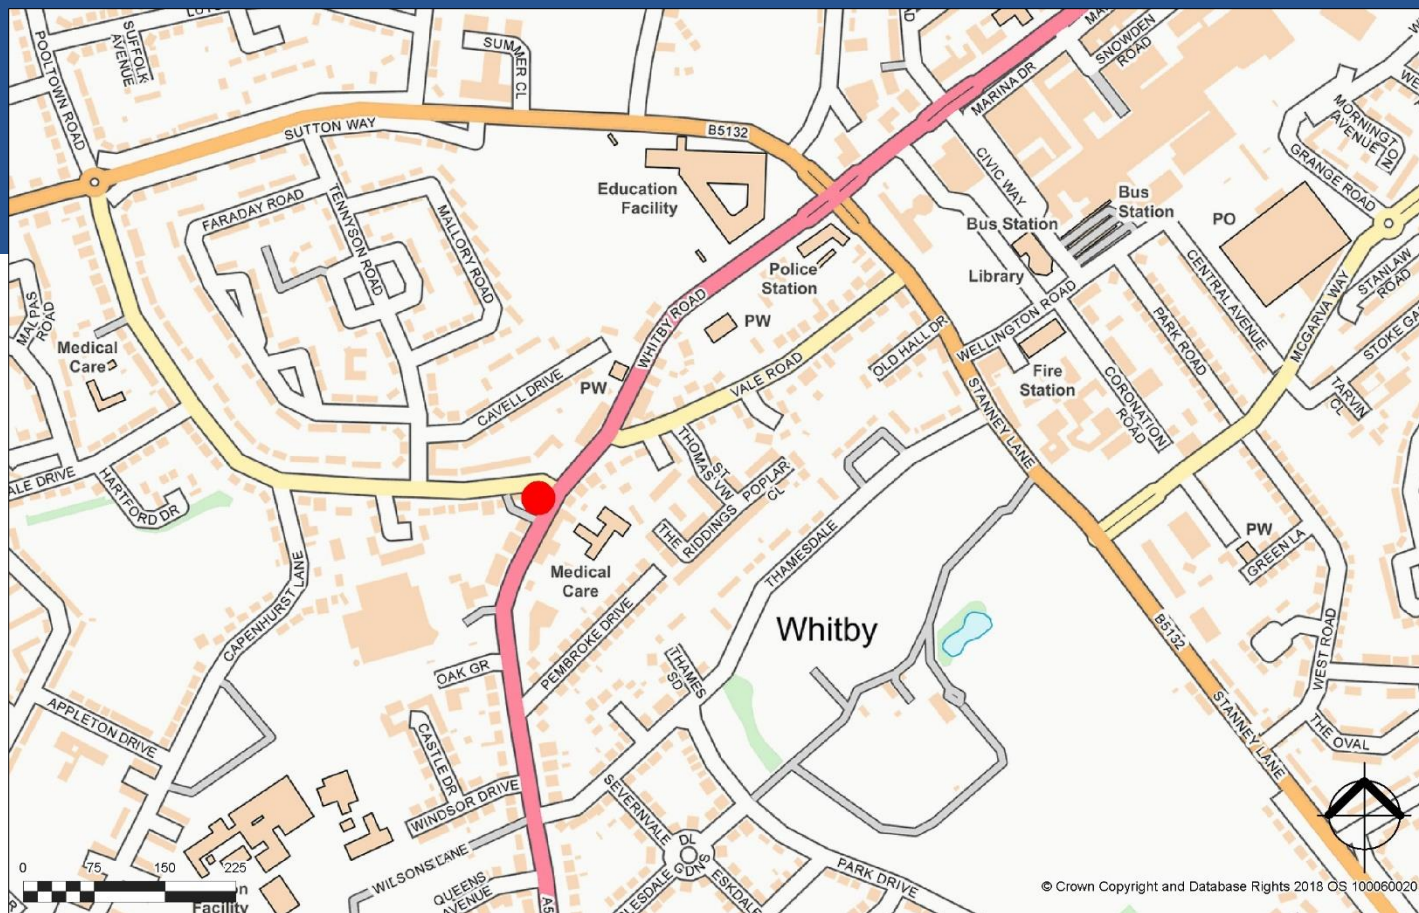 LUT
SUFFOLK
AVENUE
POOLTOWN ROAD
SUMMER CL
MARINA DR
SNOWDEN
ROAD
MORNINGT
ON
AVENUE
GRANGE ROAD
SUTTON WAY
B5132
CIVIC WAY
Education
Facility
Bus
Station
Bus Station
PO
FARADAY ROAD
TENNYSON ROAD
MALLORY ROAD
Police
Station
Library
CENTRAL AVENUE
STANLAW
ROAD
MALPAS
ROAD
WHITBY ROAD
PW
WELLINGTON ROAD
PARK ROAD
MCGARVA WAY
STOKE GA
Medical
Care
PW
CAVELL DRIVE
VALE ROAD
OLD HALL DR
Fire
Station
CORONATION
ROAD
TARVIN
CL
STANNEY LANE
ALE DRIVE
HARTFORD DR
THOMAS VW
ST
POPLAR
CL
THE RIDDINGS
THAMESDALE
PW
GREEN LA
Medical
Care
CAPENHURST LANE
PEMBROKE DRIVE
Whitby
B5132
WEST ROAD
OAK GR
THAMES
SD
APPLETON DRIVE
CASTLE DR
STANNEY LANE
THE OVAL
WINDSOR DRIVE
SEVERNVALE
DL
GDNS
ESKDALE
LESDALE
PARK DRIVE
WILSONS LANE
QUEENS
AVENUE
A5
0 75 150 225
on
Facility
© Crown Copyright and Database Rights 2018 OS 100060020